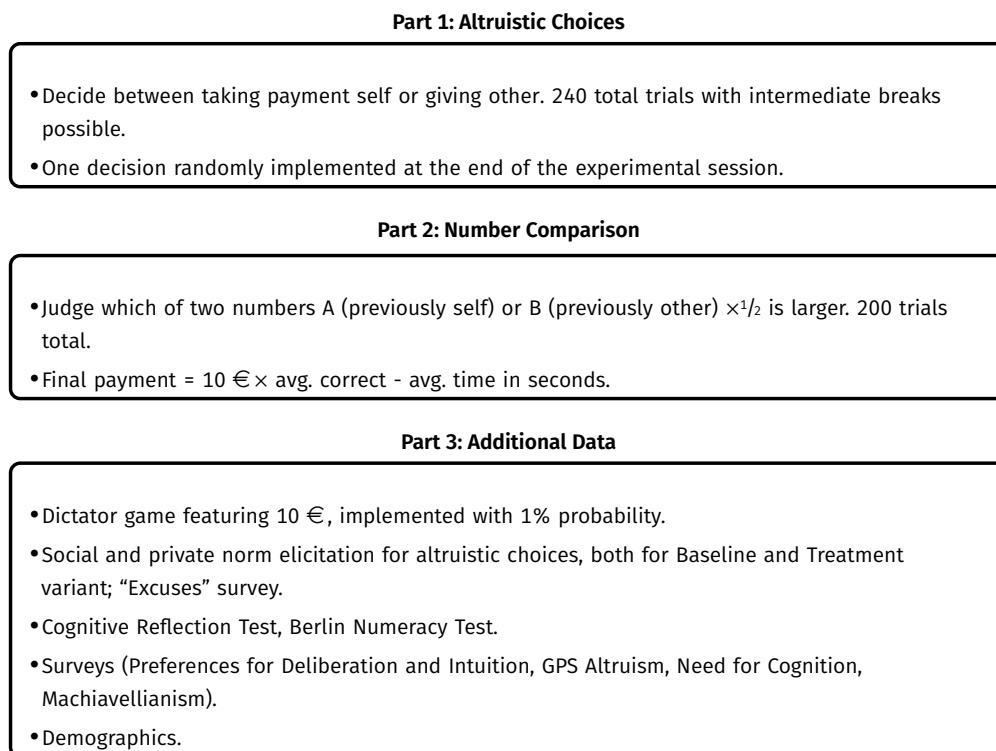 Part 1: Altruistic Choices
• Decide between taking payment self or giving other. 240 total trials with intermediate breaks
possible.
• One decision randomly implemented at the end of the experimental session.
Part 2: Number Comparison
• Judge which of two numbers A (previously self) or B (previously other) ×1/2 is larger. 200 trials
total.
• Final payment = 10 € × avg. correct - avg. time in seconds.
Part 3: Additional Data
• Dictator game featuring 10 €, implemented with 1% probability.
• Social and private norm elicitation for altruistic choices, both for Baseline and Treatment
variant; “Excuses” survey.
• Cognitive Reflection Test, Berlin Numeracy Test.
• Surveys (Preferences for Deliberation and Intuition, GPS Altruism, Need for Cognition,
Machiavellianism).
• Demographics.